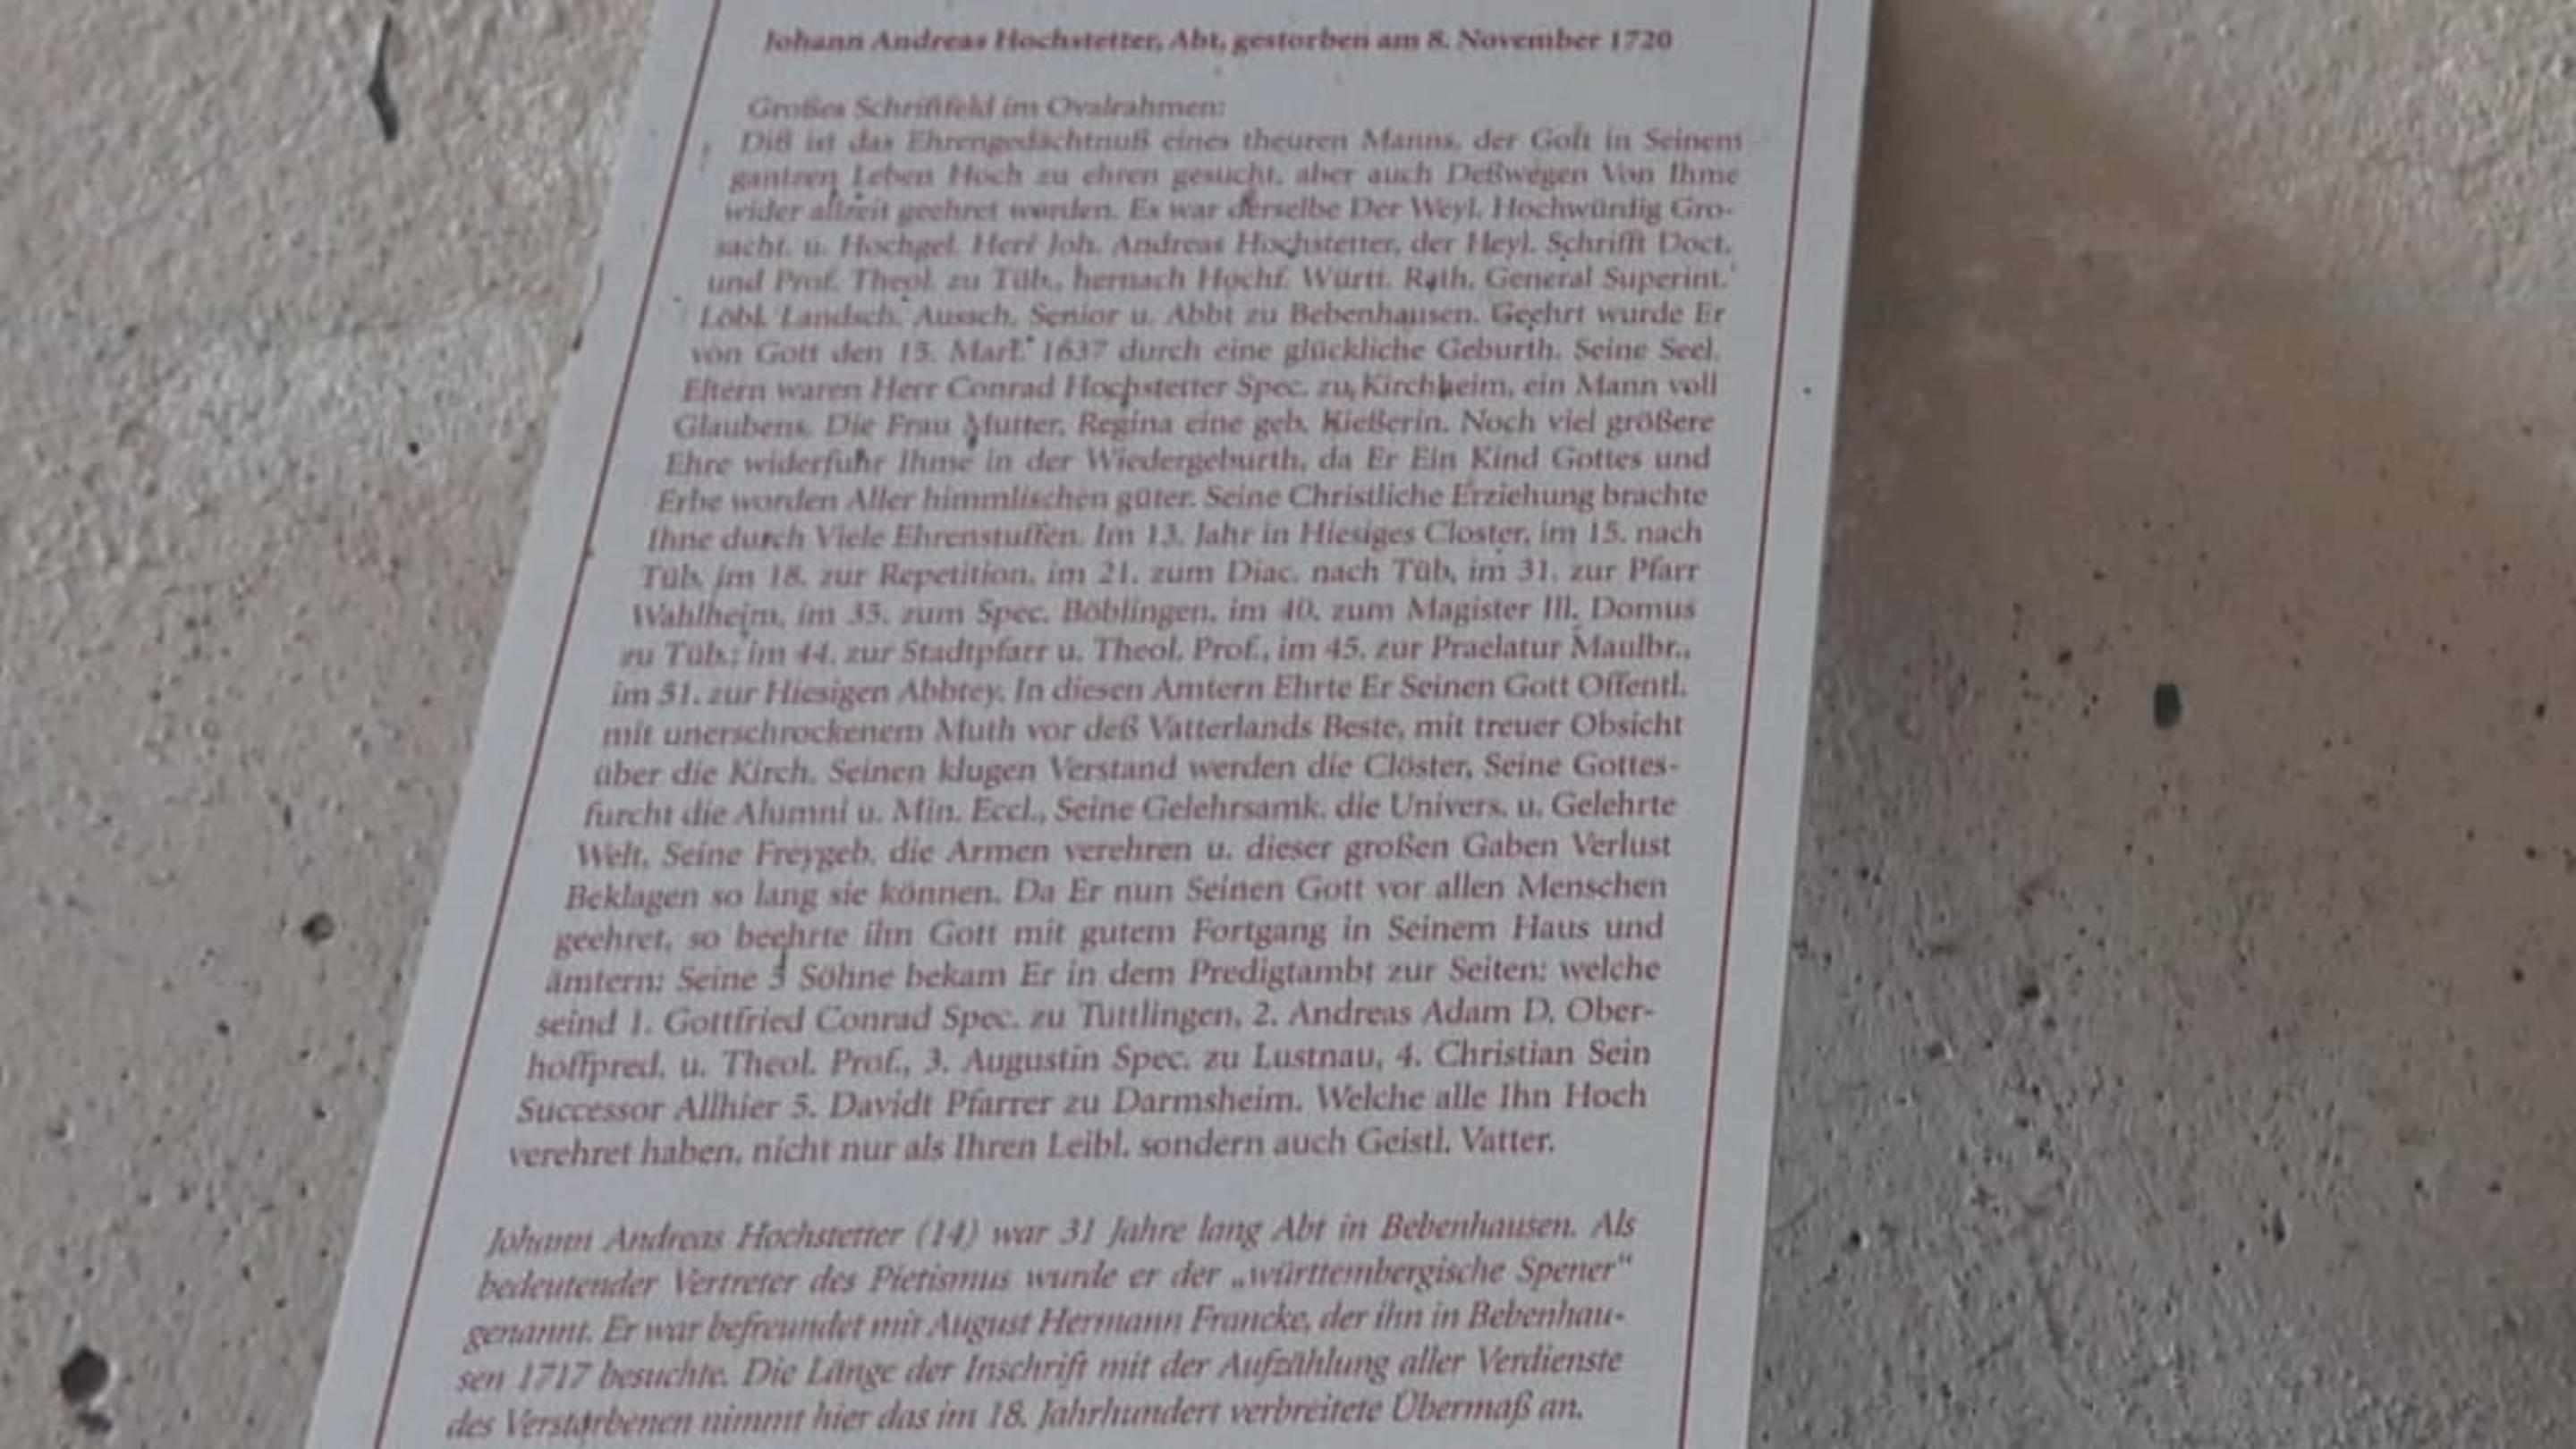 Johann Andreas Hochstetter, Abt, gestorben am 8. November 1720
Großes Schriftfeld im Ovalrahmen:
Diß ist das Ehrengedächtnuß eines theuren Manns, der Gott in Seinem
gantzen Leben Hoch zu ehren gesucht, aber auch Deßwegen Von Ihme
wider allzeit geehret worden. Es war derselbe Der Weyl. Hochwürdig Gro-
sacht. u. Hochgel. Herr Joh. Andreas Hochstetter, der Heyl. Schrifft Doct.
und Prof. Theol. zu Tüb., hernach Hochf. Württ. Rath, General Superint.
Löbl. Landsch. Aussch. Senior u. Abbt zu Bebenhausen. Geehrt wurde Er
von Gott den 15. Mart. 1637 durch eine glückliche Geburth. Seine Seel.
Eltern waren Herr Conrad Hochstetter Spec. zu Kirchheim, ein Mann voll
Glaubens. Die Frau Mutter, Regina eine geb. Kießerin. Noch viel größere
Ehre widerfuhr Ihme in der Wiedergeburth, da Er Ein Kind Gottes und
Erbe worden Aller himmlischen güter. Seine Christliche Erziehung brachte
Ihne durch Viele Ehrenstuffen. Im 13. Jahr in Hiesiges Closter, im 15. nach
Tüb, im 18. zur Repetition, im 21. zum Diac. nach Tüb, im 31. zur Pfarr
Wahlheim, im 35. zum Spec. Böblingen, im 40. zum Magister Ill. Domus
zu Tüb.; im 44. zur Stadtpfarr u. Theol. Prof., im 45. zur Praelatur Maulbr.,
im 51. zur Hiesigen Abbtey. In diesen Ämtern Ehrte Er Seinen Gott Offentl.
mit unerschrockenem Muth vor deß Vatterlands Beste, mit treuer Obsicht
über die Kirch. Seinen klugen Verstand werden die Clöster, Seine Gottes-
furcht die Alumni u. Min. Eccl., Seine Gelehrsamk. die Univers. u. Gelehrte
Welt, Seine Freygeb. die Armen verehren u. dieser großen Gaben Verlust
Beklagen so lang sie können. Da Er nun Seinen Gott vor allen Menschen
geehret, so beehrte ihn Gott mit gutem Fortgang in Seinem Haus und
ämtern: Seine 5 Söhne bekam Er in dem Predigtambt zur Seiten: welche
seind 1. Gottfried Conrad Spec. zu Tuttlingen, 2. Andreas Adam D. Ober-
hoffpred. u. Theol. Prof., 3. Augustin Spec. zu Lustnau, 4. Christian Sein
Successor Allhier 5. Davidt Pfarrer zu Darmsheim. Welche alle Ihn Hoch
verehret haben, nicht nur als Ihren Leibl. sondern auch Geistl. Vatter.
Johann Andreas Hochstetter (14) war 31 Jahre lang Abt in Bebenhausen. Als
bedeutender Vertreter des Pietismus wurde er der „württembergische Spener“
genannt. Er war befreundet mit August Hermann Francke, der ihn in Bebenhau-
sen 1717 besuchte. Die Länge der Inschrift mit der Aufzählung aller Verdienste
des Verstorbenen nimmt hier das im 18. Jahrhundert verbreitete Übermaß an.